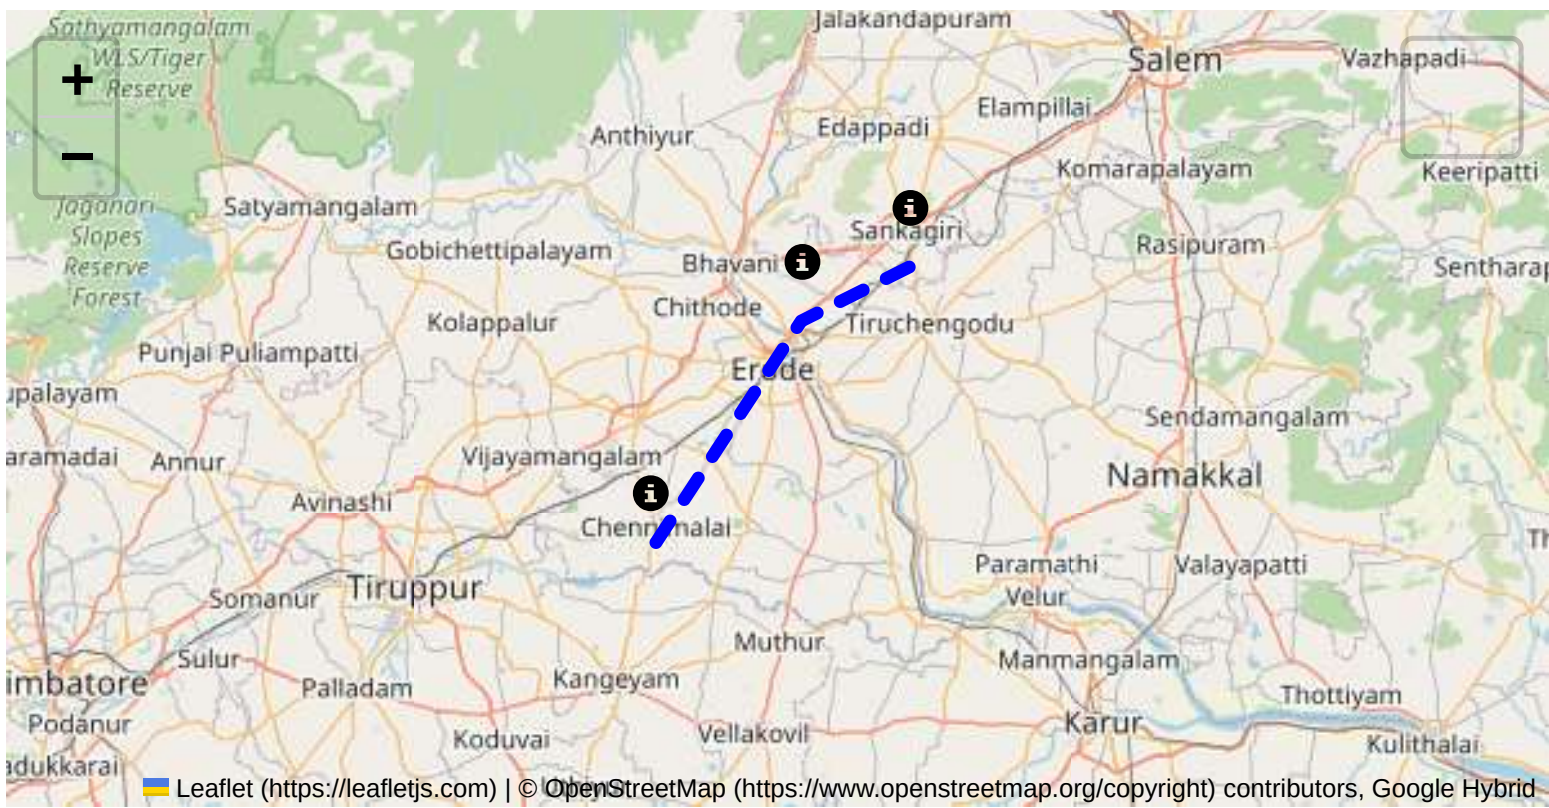 Sathyamangalam
WLS/Tiger
Reserve
Jalakandapuram
Salem
Vazhapadi
+
−
Elampillai
Anthiyur
Edappadi
Komarapalayam
Keeripatti
Satyamangalam
Slopes
Reserve
Forest
Gobichettipalayam
Sankagiri
Rasipuram
Bhavani
Chithode
Kolappalur
Tiruchengodu
Punjai Puliampatti
Erode
upalayam
Sendamangalam
aramadai
Annur
Vijayamangalam
Namakkal
Avinashi
Chennimalai
Paramathi
Velur
Valayapatti
Tiruppur
Somanur
Muthur
Sulur
Manmangalam
imbatore
Palladam
Kangeyam
Thottiyam
Podanur
Koduvai
Vellakovil
Karur
Kulithalai
adukkarai
Leaflet (https://leafletjs.com) | © OpenStreetMap (https://www.openstreetmap.org/copyright) contributors, Google Hybrid